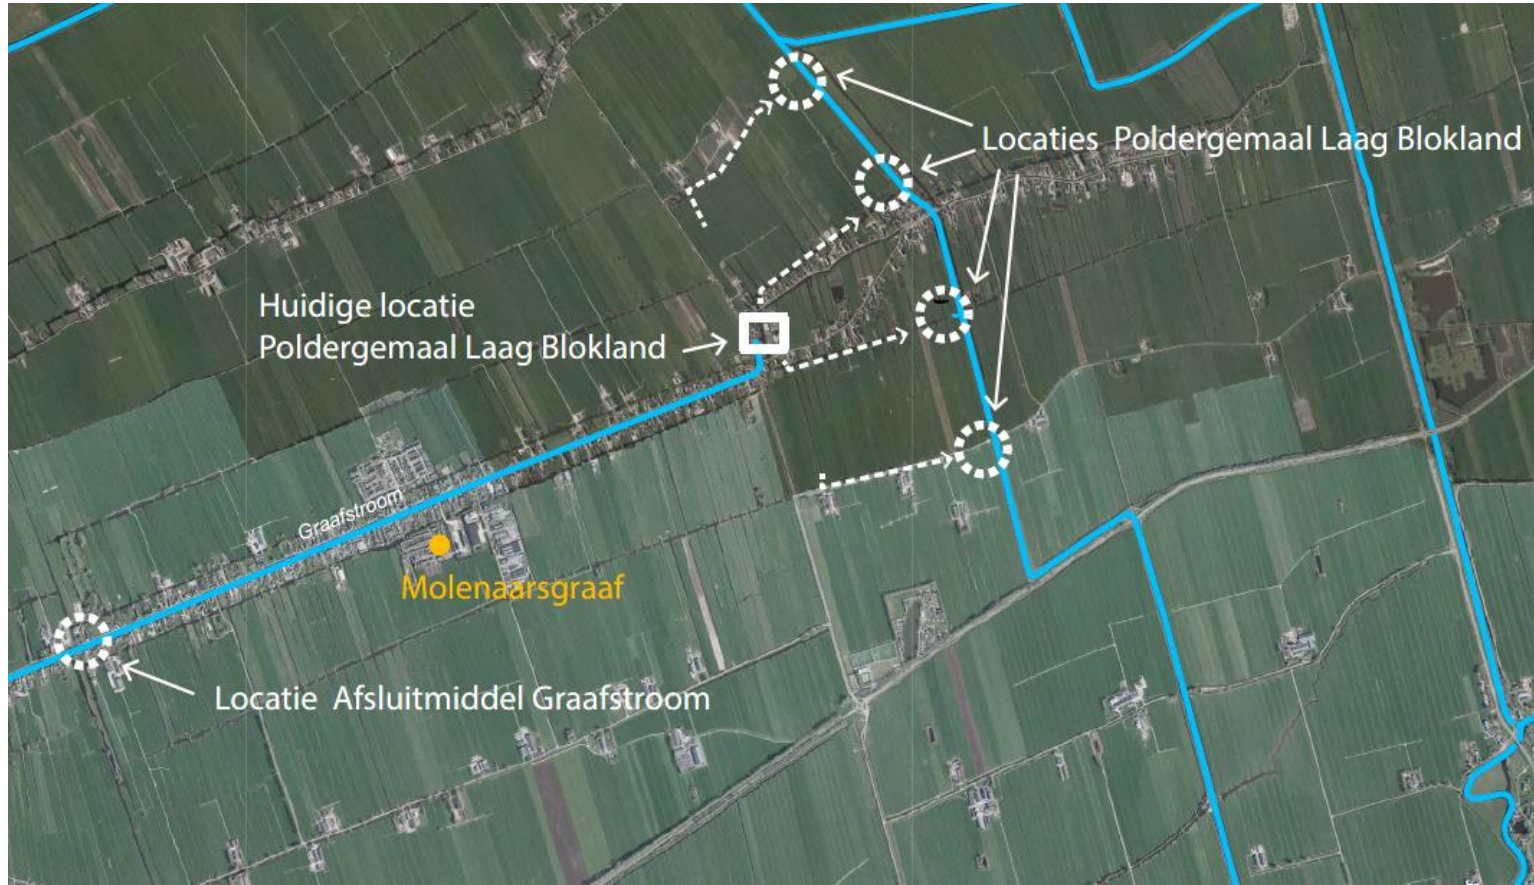 Locaties Poldergemaal Laag Blokland
Huidige locatie
Poldergemaal Laag Blokland
Graafstroom
Molenaarsgraaf
Locatie Afsluitmiddel Graafstroom